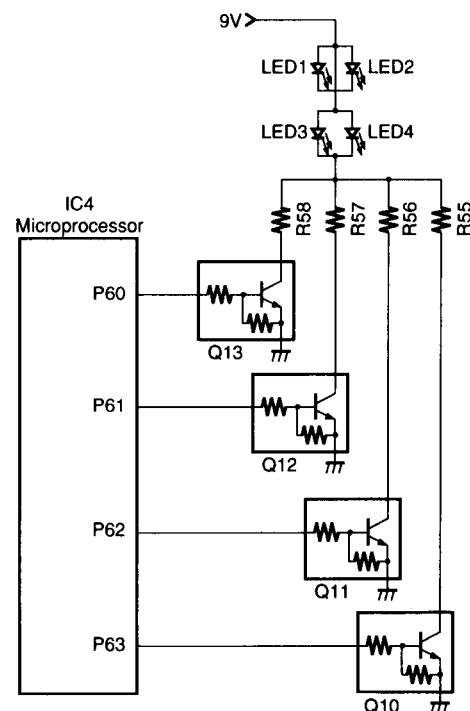 9V
LED1
LED2
LED3
LED4
IC4
Microprocessor
R58
R57
R56
R55
P60
Q13
P61
Q12
P62
Q11
P63
Q10